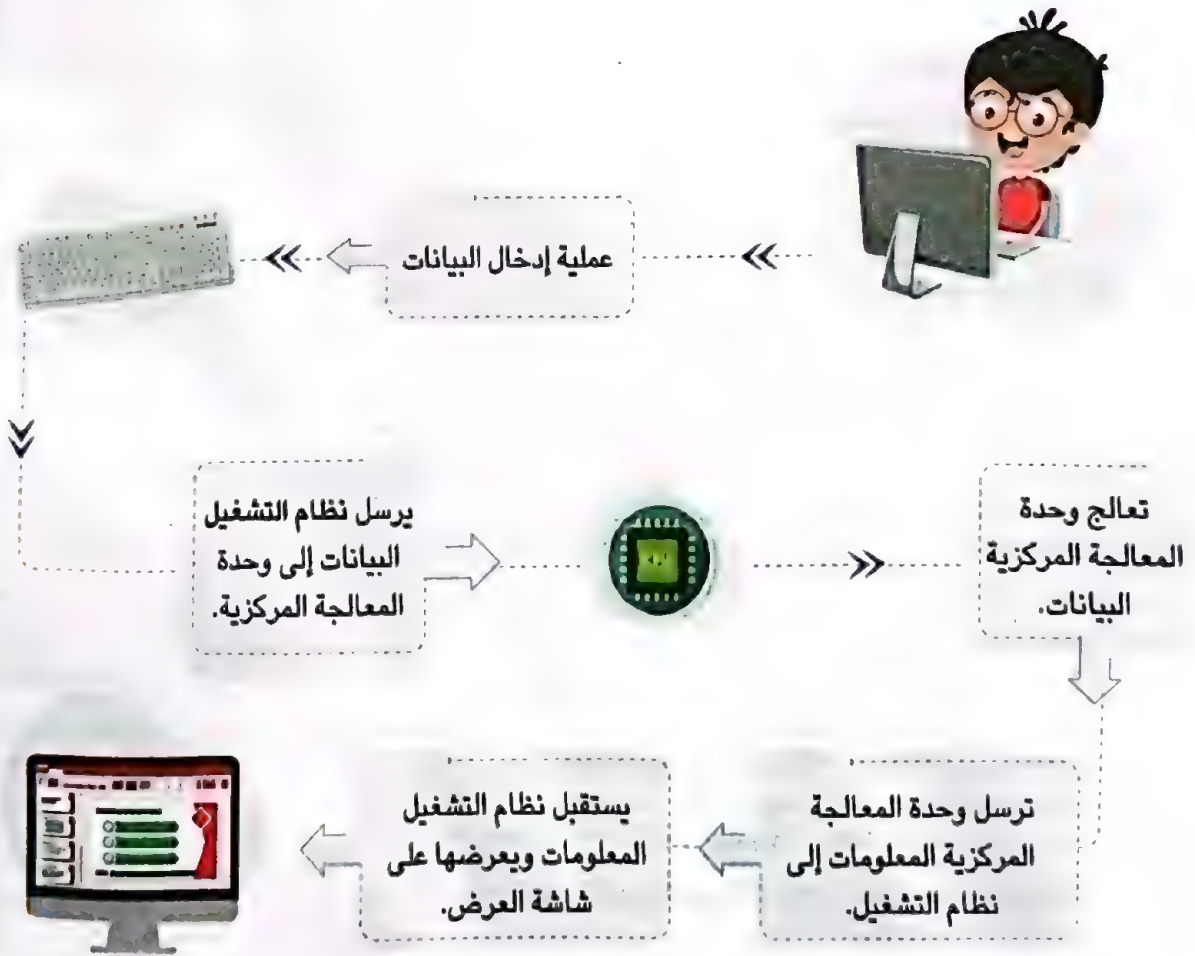 عملية إدخال البيانات
يرسل نظام التشغيل
البيانات إلى وحدة
المعالجة المركزية.
تعالج وحدة
المعالجة المركزية
البيانات.
ترسل وحدة المعالجة
المركزية المعلومات إلى
نظام التشغيل.
يستقبل نظام التشغيل
المعلومات ويعرضها على
شاشة العرض.